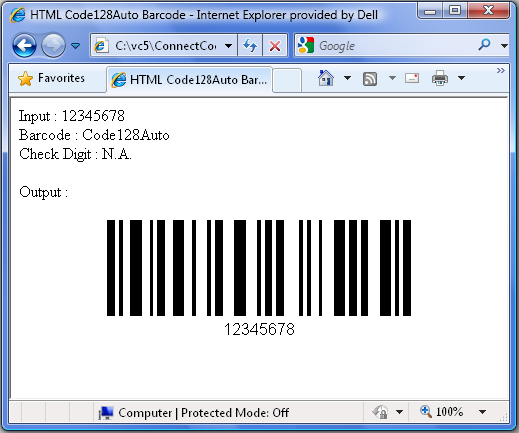 HTML Code128Auto Barcode - Internet Explorer provided by Dell
C:\vc5\ConnectCo
Google
Favorites
HTML Code128Auto Bar...
Input : 12345678
Barcode : Code128Auto
Check Digit : N.A.
Output :
12345678
Computer | Protected Mode: Off
100%